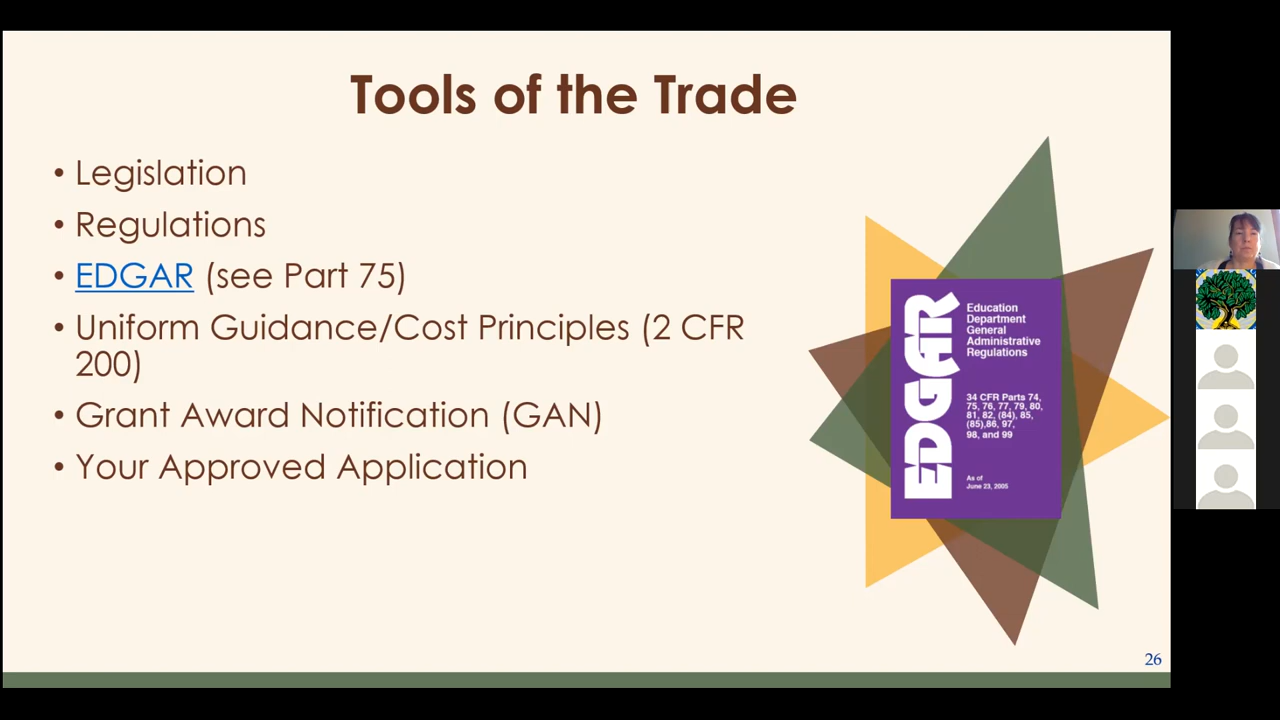 Tools of the Trade
• Legislation
• Regulations
• EDGAR (see Part 75)
• Uniform Guidance/Cost Principles (2 CFR
200)
• Grant Award Notification (GAN)
• Your Approved Application
EDGAR
Education
Department
General
Administrative
Regulations
34 CFR Parts 74,
75, 76, 77, 79, 80,
81, 82, (84), 85,
(85),86, 97,
98, and 99
As of
June 23, 2005
26